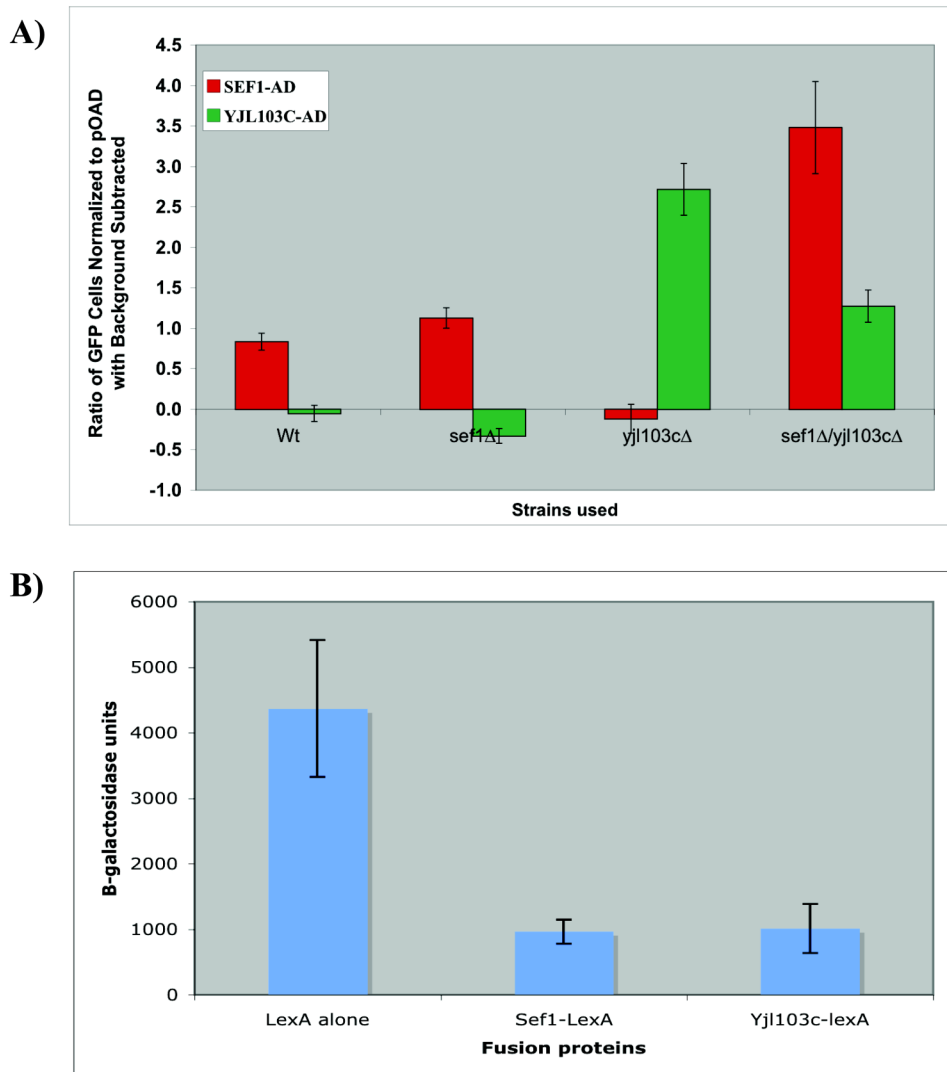 A)
Ratio of GFP Cells Normalized to pOAD
with Background Subtracted
4.5
4.0
3.5
3.0
2.5
2.0
1.5
1.0
0.5
0.0
-0.5
-1.0
SEF1-AD
YJL103C-AD
Wt
sef1Δ
yjl103cΔ
sef1Δ/yjl103cΔ
Strains used
B)
B-galactosidase units
6000
5000
4000
3000
2000
1000
0
LexA alone
Sef1-LexA
Yjl103c-lexA
Fusion proteins